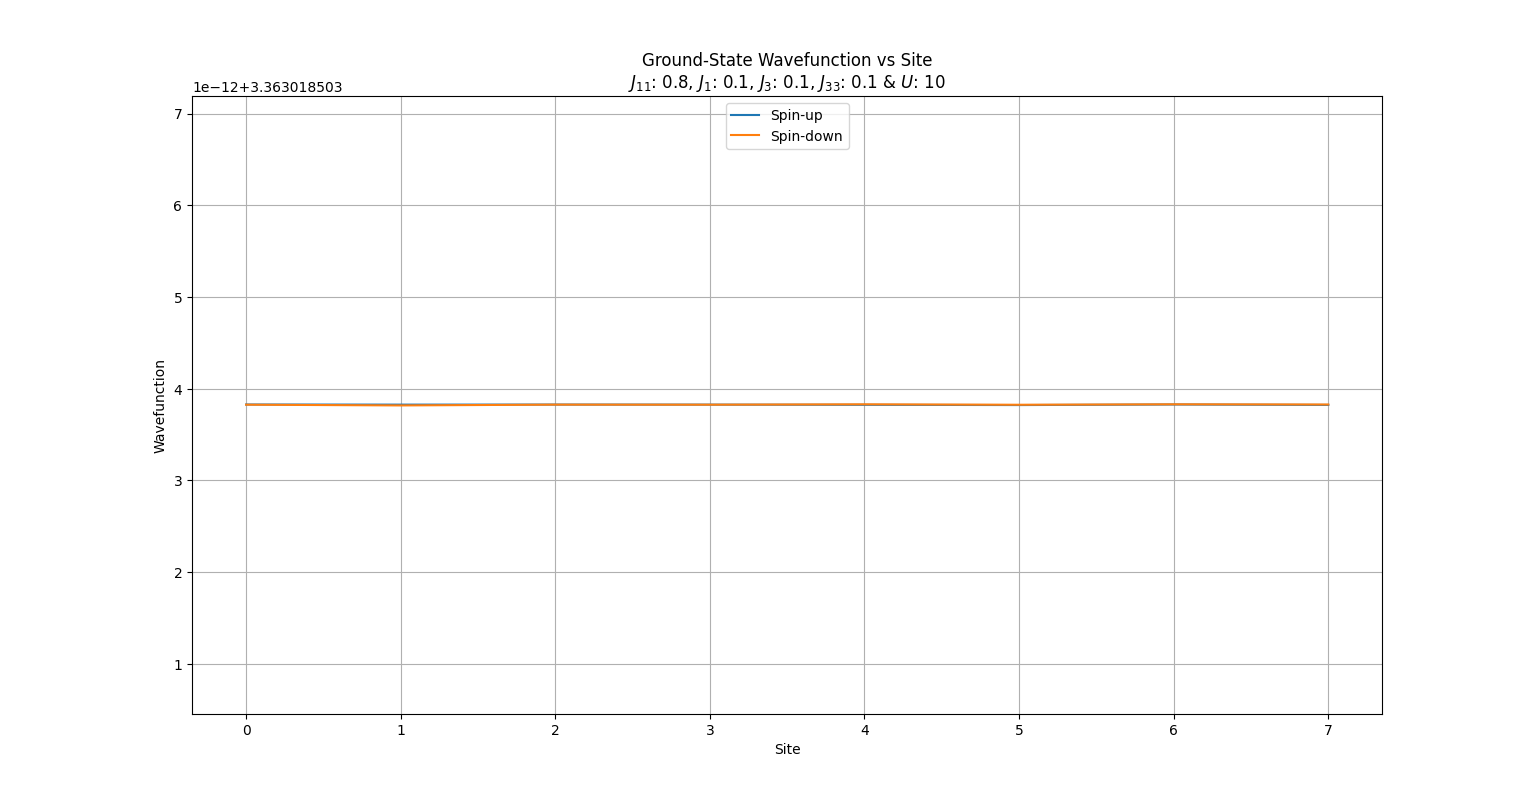 Ground-State Wavefunction vs Site
J₁₁: 0.8, J₁: 0.1, J₃: 0.1, J₃₃: 0.1 & U: 10
1e−12+3.363018503
Spin-up
Spin-down
7
6
5
4
3
2
1
Wavefunction
0 1 2 3 4 5 6 7
Site